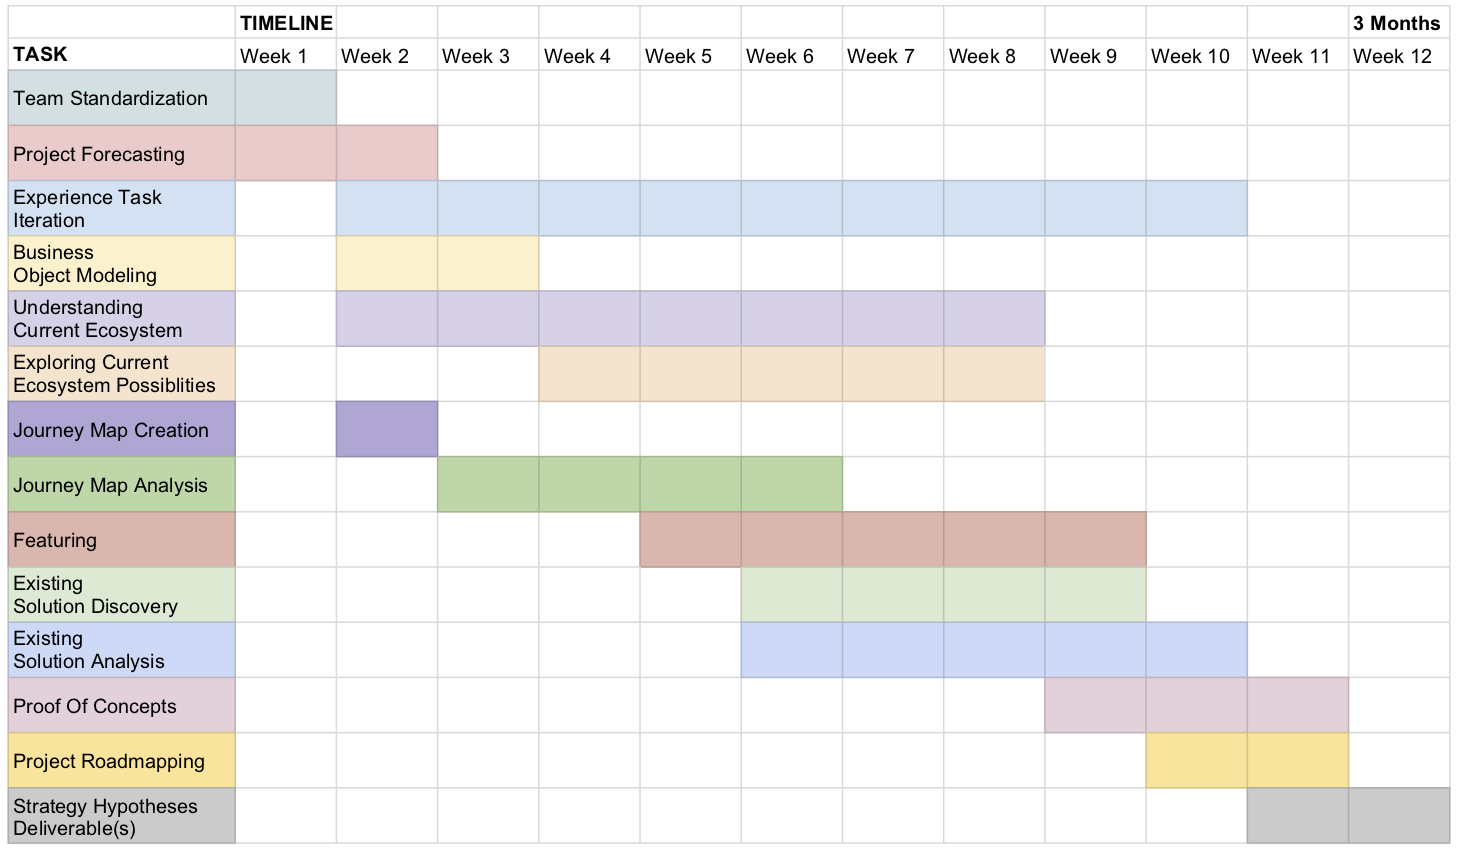 TIMELINE 3 Months
TASK Week 1 Week 2 Week 3 Week 4 Week 5 Week 6 Week 7 Week 8 Week 9 Week 10 Week 11 Week 12
Team Standardization
Project Forecasting
Experience Task
Iteration
Business
Object Modeling
Understanding
Current Ecosystem
Exploring Current
Ecosystem Possiblities
Journey Map Creation
Journey Map Analysis
Featuring
Existing
Solution Discovery
Existing
Solution Analysis
Proof Of Concepts
Project Roadmapping
Strategy Hypotheses
Deliverable(s)